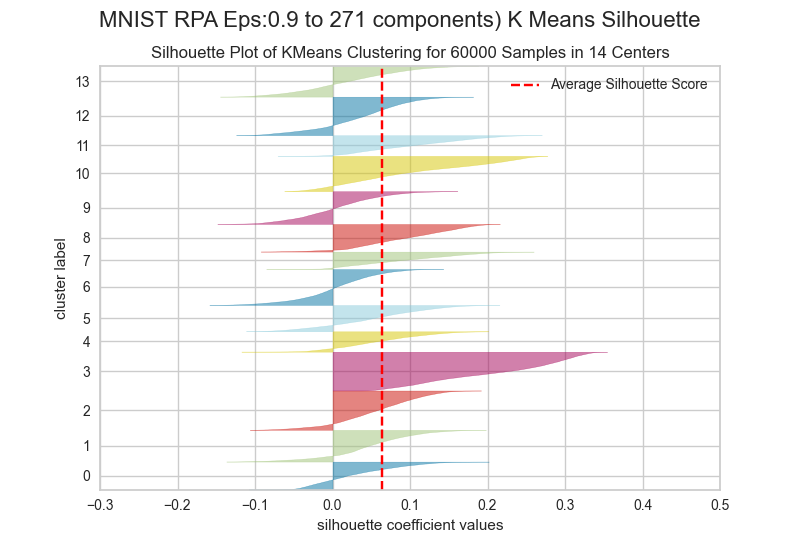 MNIST RPA Eps:0.9 to 271 components) K Means Silhouette
Silhouette Plot of KMeans Clustering for 60000 Samples in 14 Centers
Average Silhouette Score
cluster label
13
12
11
10
9
8
7
6
5
4
3
2
1
0
−0.3 −0.2 −0.1 0.0 0.1 0.2 0.3 0.4 0.5
silhouette coefficient values